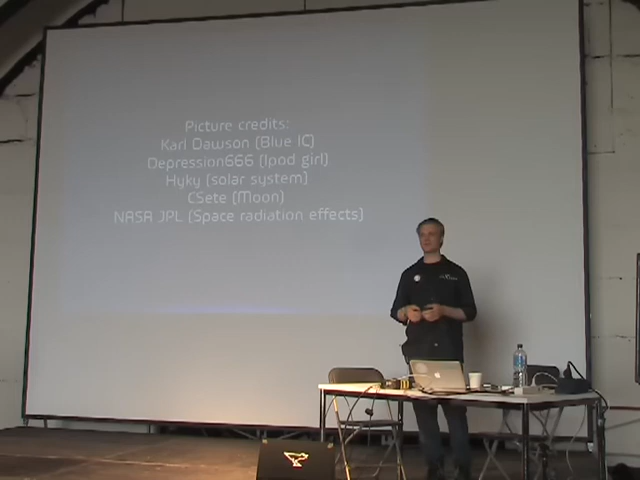 Picture credits:
Karl Dawson (Blue IC)
Depression666 (Ipod girl)
Hyky (solar system)
CSete (Moon)
NASA JPL (Space radiation effects)